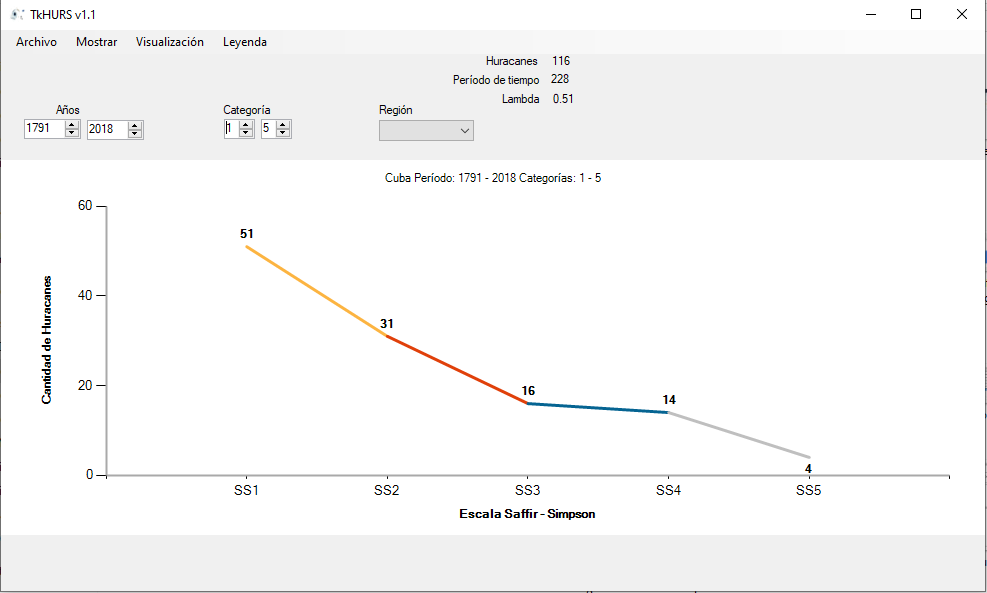 TkHURS v1.1
Archivo Mostrar Visualización Leyenda
Huracanes 116
Período de tiempo 228
Lambda 0.51
Años Categoría Región
1791 2018 1 5
Cuba Período: 1791 - 2018 Categorías: 1 - 5
60
51
40
31
20
16
14
4
0
Cantidad de Huracanes
SS1 SS2 SS3 SS4 SS5
Escala Saffir - Simpson